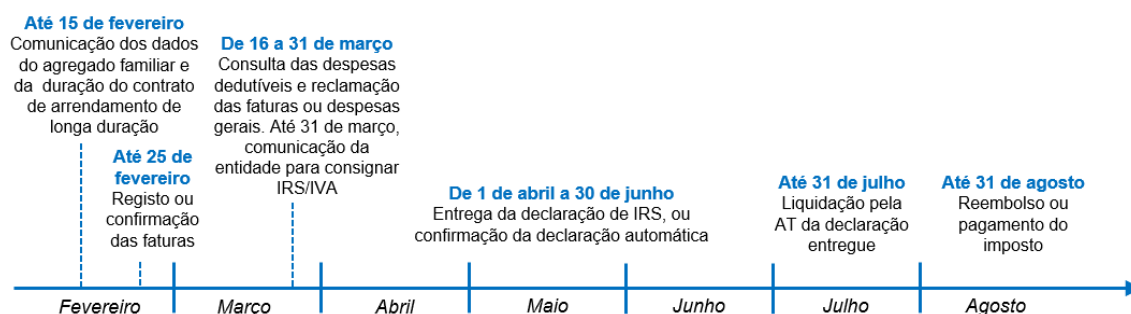 Até 15 de fevereiro
Comunicação dos dados
do agregado familiar e
da duração do contrato
de arrendamento de
longa duração
Até 25 de
fevereiro
Registo ou
confirmação
das faturas
De 16 a 31 de março
Consulta das despesas
dedutíveis e reclamação
das faturas ou despesas
gerais. Até 31 de março,
comunicação da
entidade para consignar
IRS/IVA
De 1 de abril a 30 de junho
Entrega da declaração de IRS, ou
confirmação da declaração automática
Até 31 de julho
Liquidação pela
AT da declaração
entregue
Até 31 de agosto
Reembolso ou
pagamento do
imposto
Fevereiro
Março
Abril
Maio
Junho
Julho
Agosto